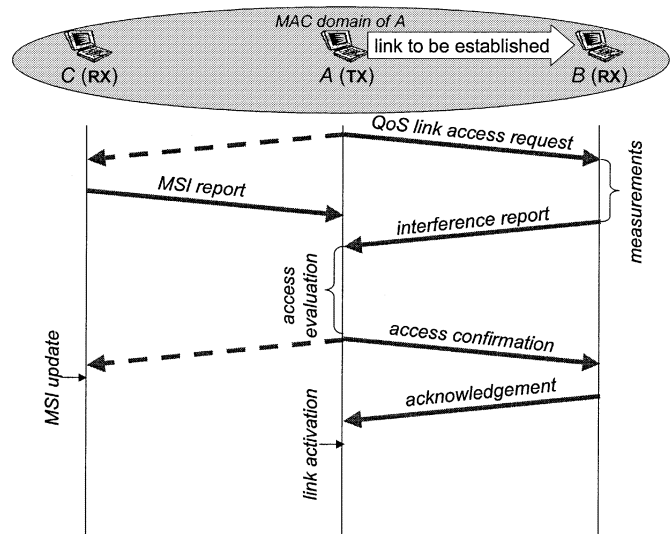 MAC domain of A
link to be established
C (RX)
A (TX)
B (RX)
QoS link access request
MSI report
measurements
interference report
access
evaluation
access confirmation
MSI update
acknowledgement
link activation